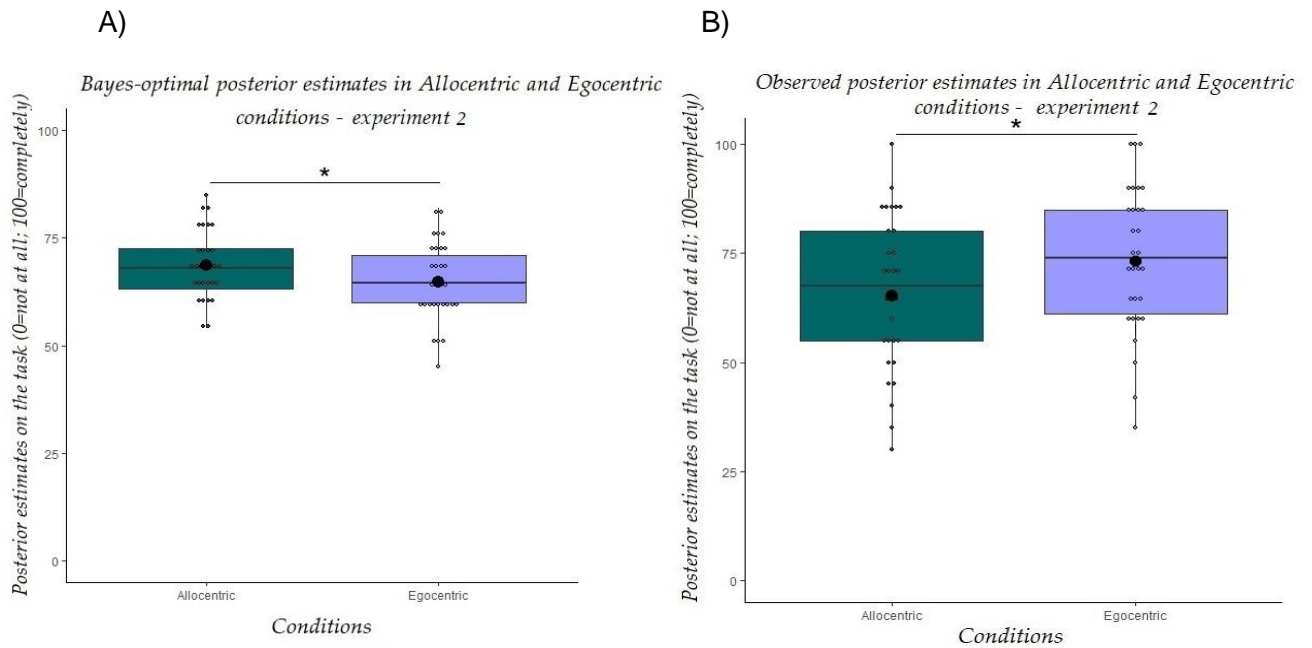 A)
Bayes-optimal posterior estimates in Allocentric and Egocentric
conditions - experiment 2
Posterior estimates on the task (0=not at all; 100=completely)
100
75
50
25
0
*
Allocentric
Egocentric
Conditions
B)
Observed posterior estimates in Allocentric and Egocentric
conditions - experiment 2
Posterior estimates on the task (0=not at all; 100=completely)
100
75
50
25
0
*
Allocentric
Egocentric
Conditions